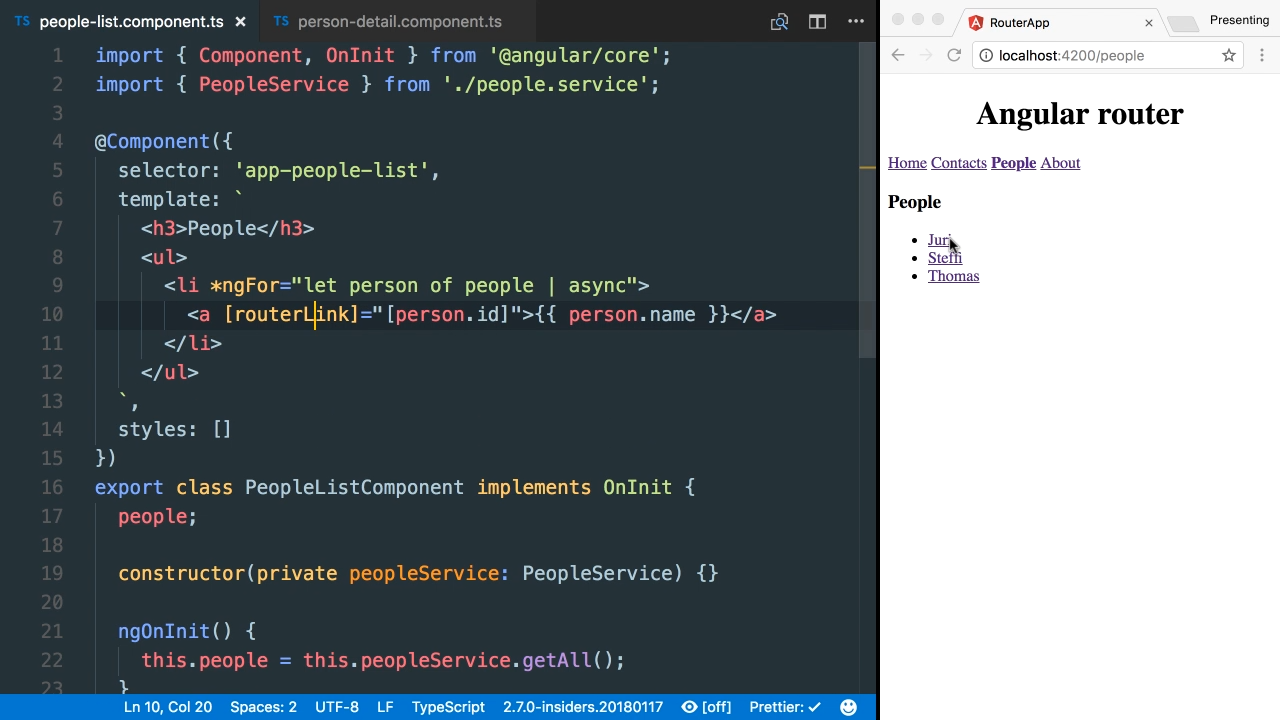 TS people-list.component.ts × TS person-detail.component.ts
1 import { Component, OnInit } from '@angular/core';
2 import { PeopleService } from './people.service';
3
4 @Component({
5 selector: 'app-people-list',
6 template: `
7 <h3>People</h3>
8 <ul>
9 <li *ngFor="let person of people | async">
10 <a [routerLink]="[person.id]">{{ person.name }}</a>
11 </li>
12 </ul>
13 `,
14 styles: []
15 })
16 export class PeopleListComponent implements OnInit {
17 people;
18
19 constructor(private peopleService: PeopleService) {}
20
21 ngOnInit() {
22 this.people = this.peopleService.getAll();
23 }
Ln 10, Col 20 Spaces: 2 UTF-8 LF TypeScript 2.7.0-insiders.20180117 [off] Prettier: ✓
RouterApp × Presenting
localhost:4200/people
Angular router
Home Contacts People About
People
• Juri
• Steffi
• Thomas